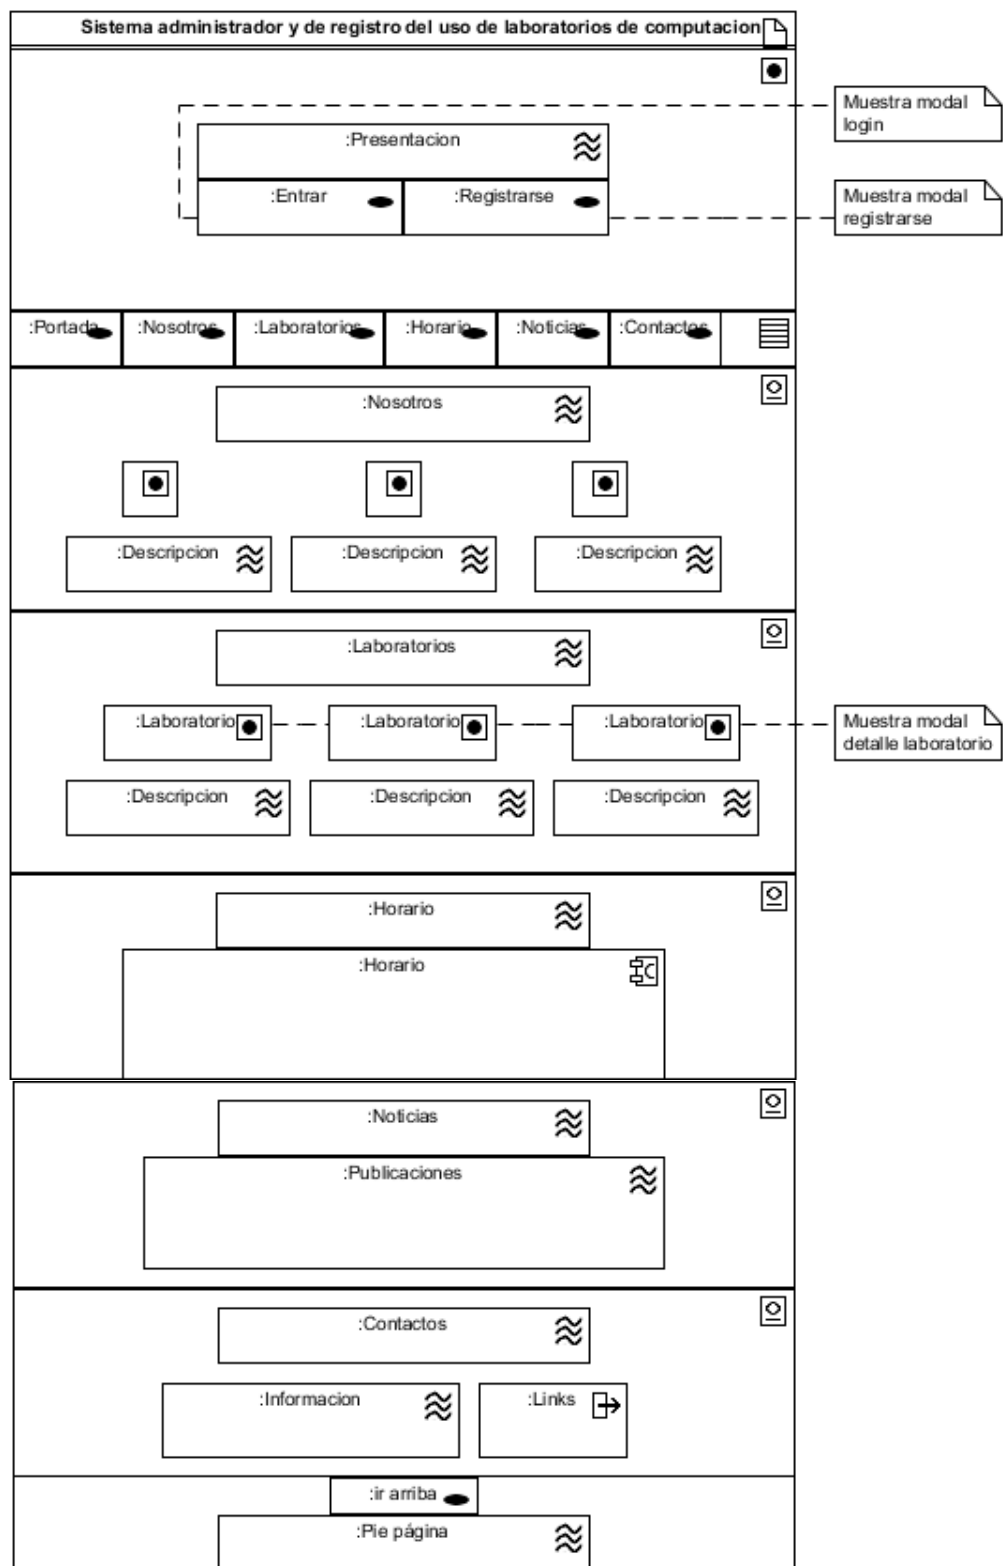 Sistema administrador y de registro del uso de laboratorios de computacion
Muestra modal
login
:Presentacion
:Entrar
:Registrarse
Muestra modal
registrarse
:Portada
:Nosotros
:Laboratorios
:Horario
:Noticias
:Contactos
:Nosotros
:Descripcion
:Descripcion
:Descripcion
:Laboratorios
:Laboratorio
:Laboratorio
:Laboratorio
Muestra modal
detalle laboratorio
:Descripcion
:Descripcion
:Descripcion
:Horario
:Horario
:Noticias
:Publicaciones
:Contactos
:Informacion
:Links
:ir arriba
:Pie página